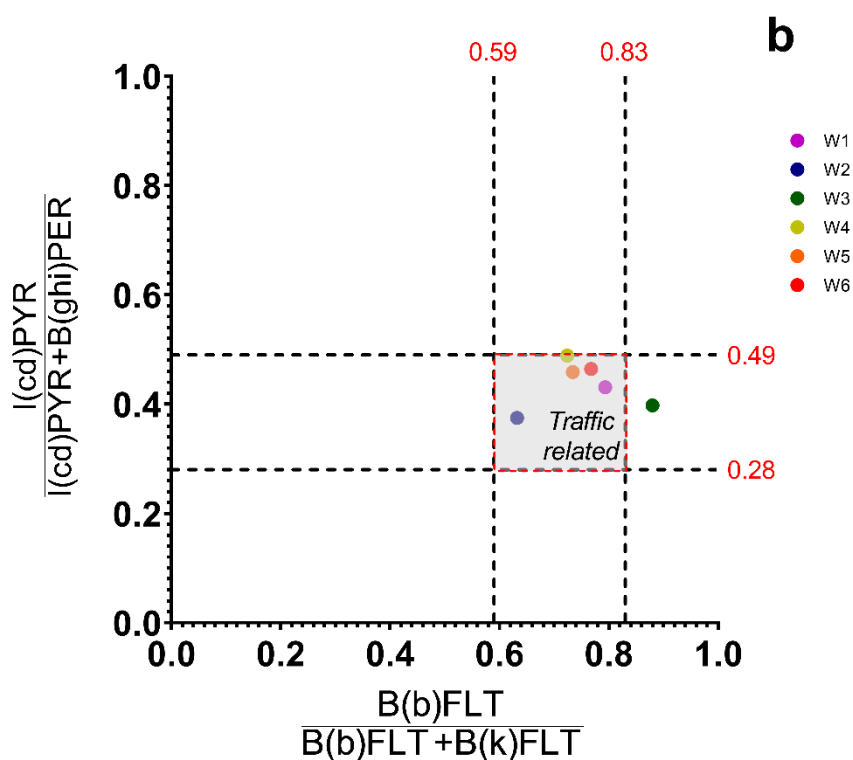 b
0.59
0.83
1.0
0.8
0.6
0.4
0.2
0.0
I(cd)PYR
I(cd)PYR+B(ghi)PER
W1
W2
W3
W4
W5
W6
0.49
0.28
Traffic
related
0.0
0.2
0.4
0.6
0.8
1.0
B(b)FLT
B(b)FLT+B(k)FLT